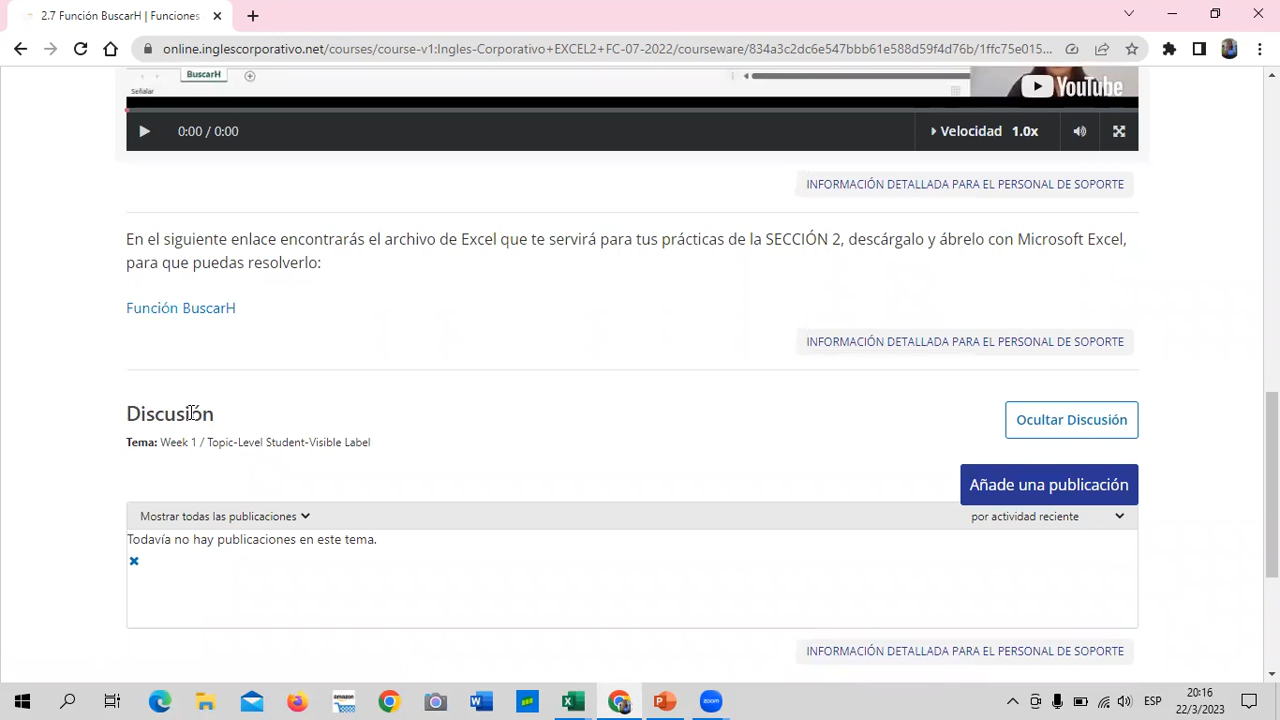 2.7 Función BuscarH | Funciones
online.inglescorporativo.net/courses/course-v1:Ingles-Corporativo+EXCEL2+FC-07-2022/courseware/834a3c2dc6e547bbb61e588d59f4d76b/1ffc75e015...
BuscarH
Señalar
YouTube
0:00 / 0:00
Velocidad 1.0x
INFORMACIÓN DETALLADA PARA EL PERSONAL DE SOPORTE
En el siguiente enlace encontrarás el archivo de Excel que te servirá para tus prácticas de la SECCIÓN 2, descárgalo y ábrelo con Microsoft Excel,
para que puedas resolverlo:
Función BuscarH
INFORMACIÓN DETALLADA PARA EL PERSONAL DE SOPORTE
Discusión
Ocultar Discusión
Tema: Week 1 / Topic-Level Student-Visible Label
Añade una publicación
Mostrar todas las publicaciones
por actividad reciente
Todavía no hay publicaciones en este tema.
INFORMACIÓN DETALLADA PARA EL PERSONAL DE SOPORTE
amazon
zoom
ESP
20:16
22/3/2023